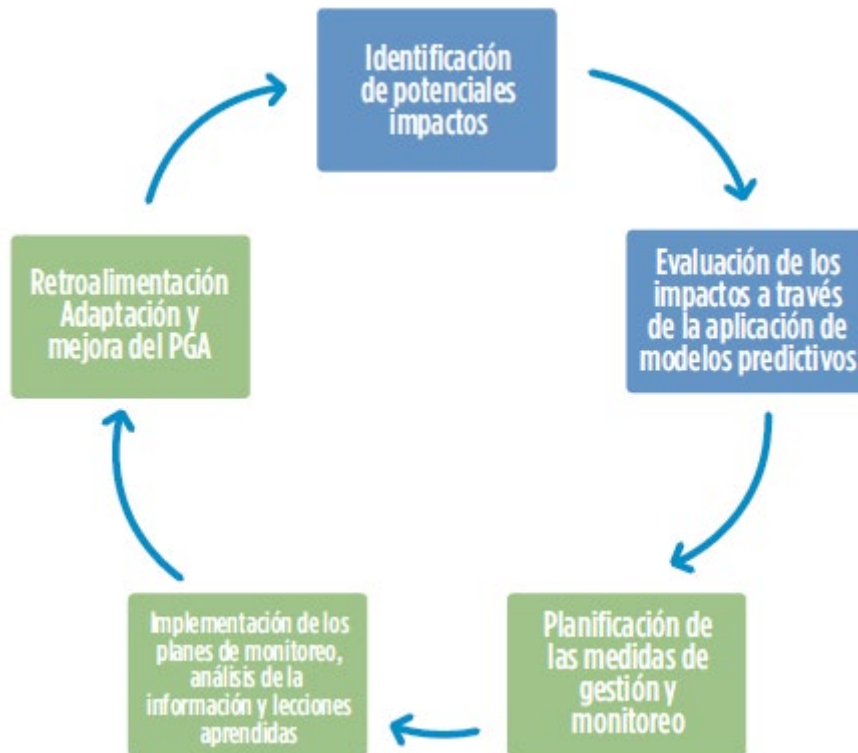 Identificación
de potenciales
impactos
Evaluación de los
impactos a través
de la aplicación de
modelos predictivos
Planificación de
las medidas de
gestión y
monitoreo
Implementación de los
planes de monitoreo,
análisis de la
información y lecciones
aprendidas
Retroalimentación
Adaptación y
mejora del PGA